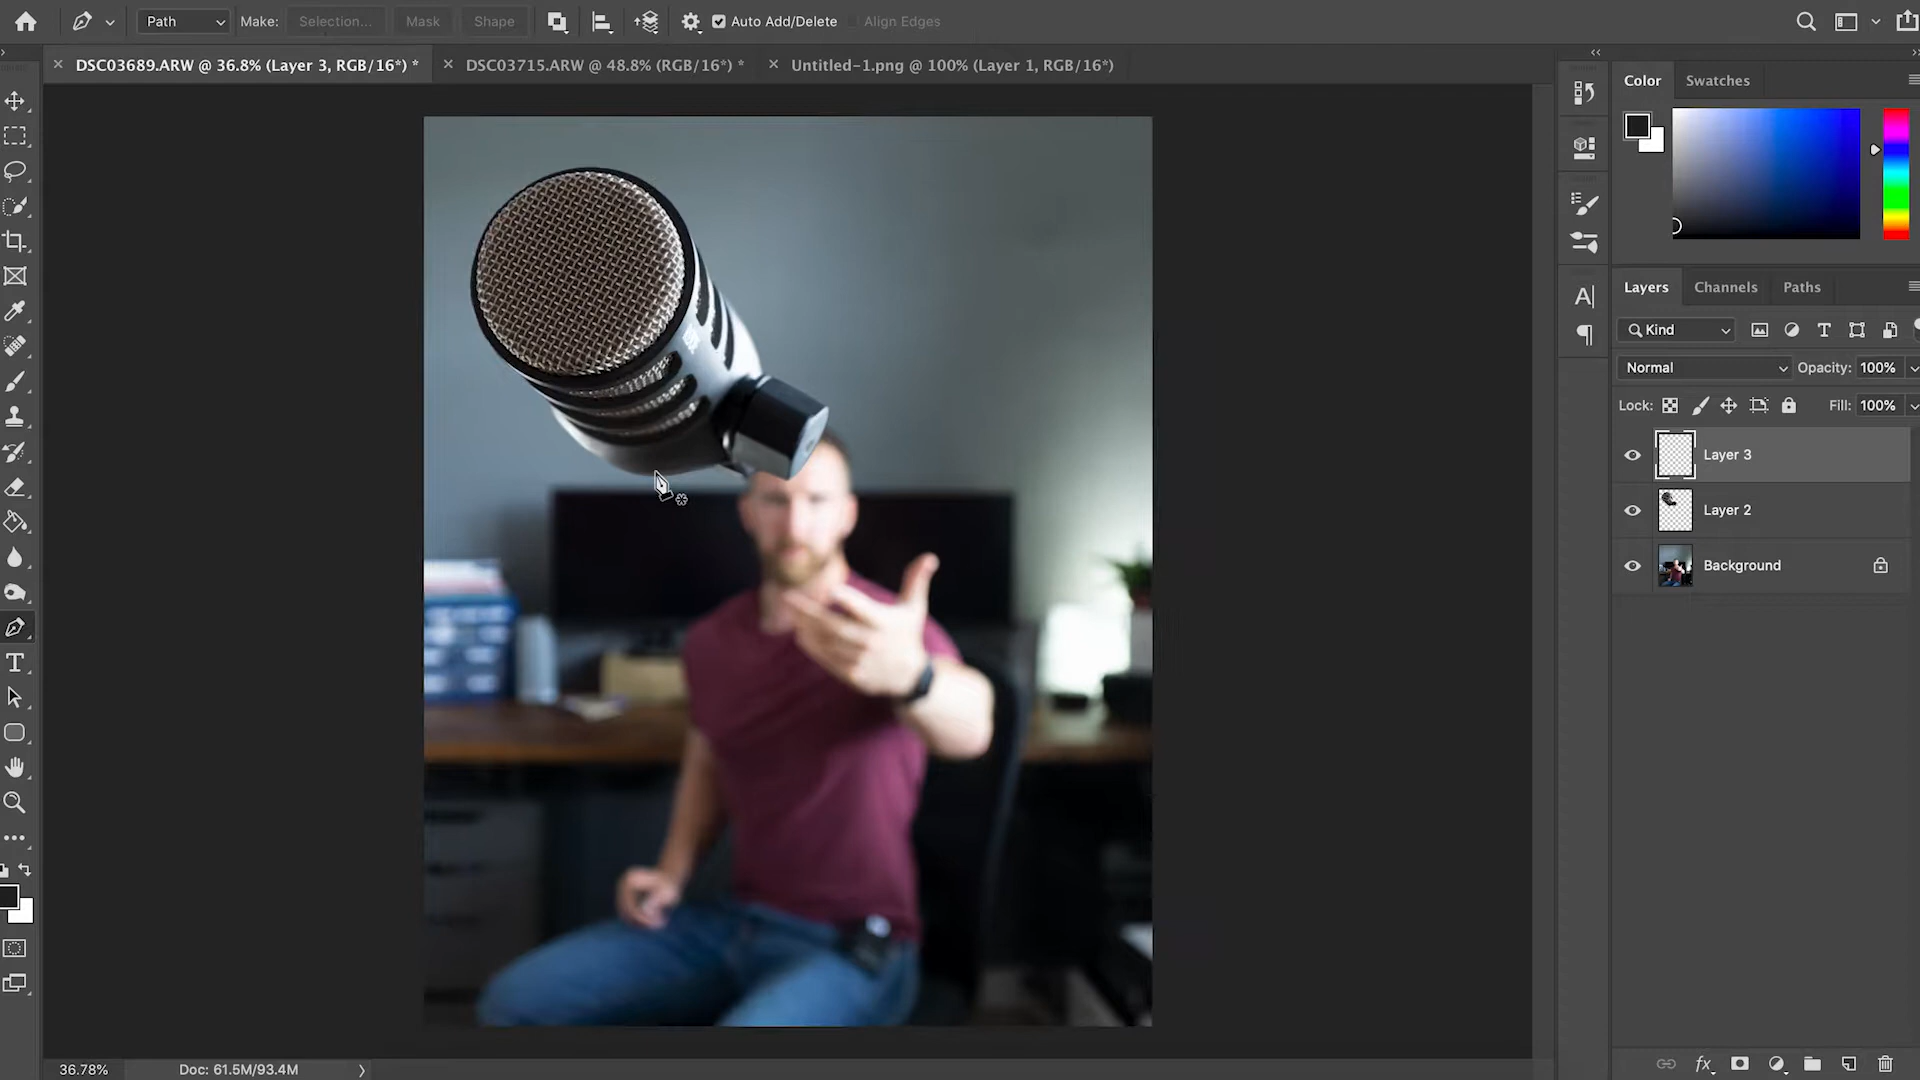 Path
Make:
Selection...
Mask
Shape
Auto Add/Delete
Align Edges
DSC03689.ARW @ 36.8% (Layer 3, RGB/16*) *
DSC03715.ARW @ 48.8% (RGB/16*) *
Untitled-1.png @ 100% (Layer 1, RGB/16*)
Color
Swatches
Layers
Channels
Paths
Kind
Normal
Opacity: 100%
Lock:
Fill: 100%
Layer 3
Layer 2
Background
fx
36.78%
Doc: 61.5M/93.4M